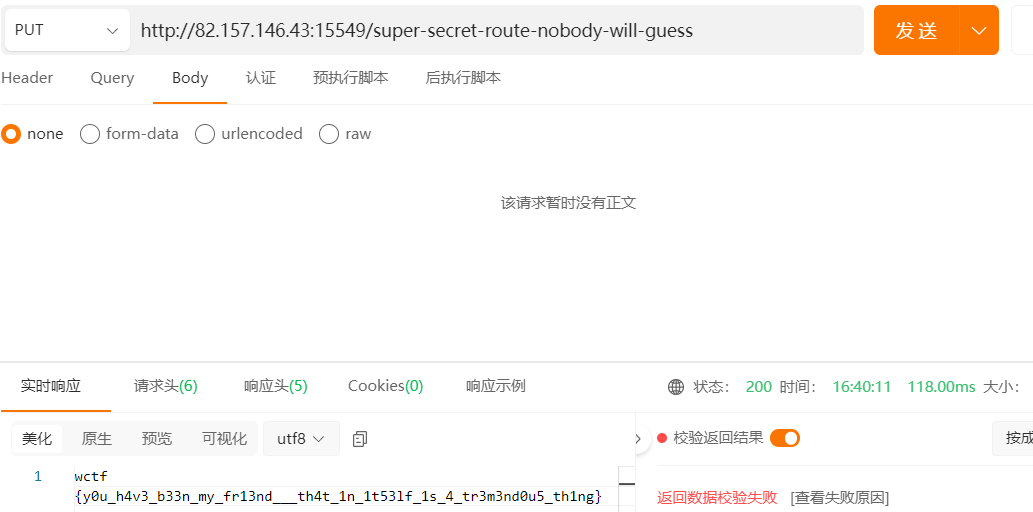 PUT http://82.157.146.43:15549/super-secret-route-nobody-will-guess 发送
Header Query Body 认证 预执行脚本 后执行脚本
none form-data urlencoded raw
该请求暂时没有正文
实时响应 请求头(6) 响应头(5) Cookies(0) 响应示例 状态: 200 时间: 16:40:11 118.00ms 大小:
美化 原生 预览 可视化 utf8 校验返回结果 按成
1 wctf
{y0u_h4v3_b33n_my_fr13nd___th4t_1n_1t53lf_1s_4_tr3m3nd0u5_th1ng}
返回数据校验失败 [查看失败原因]